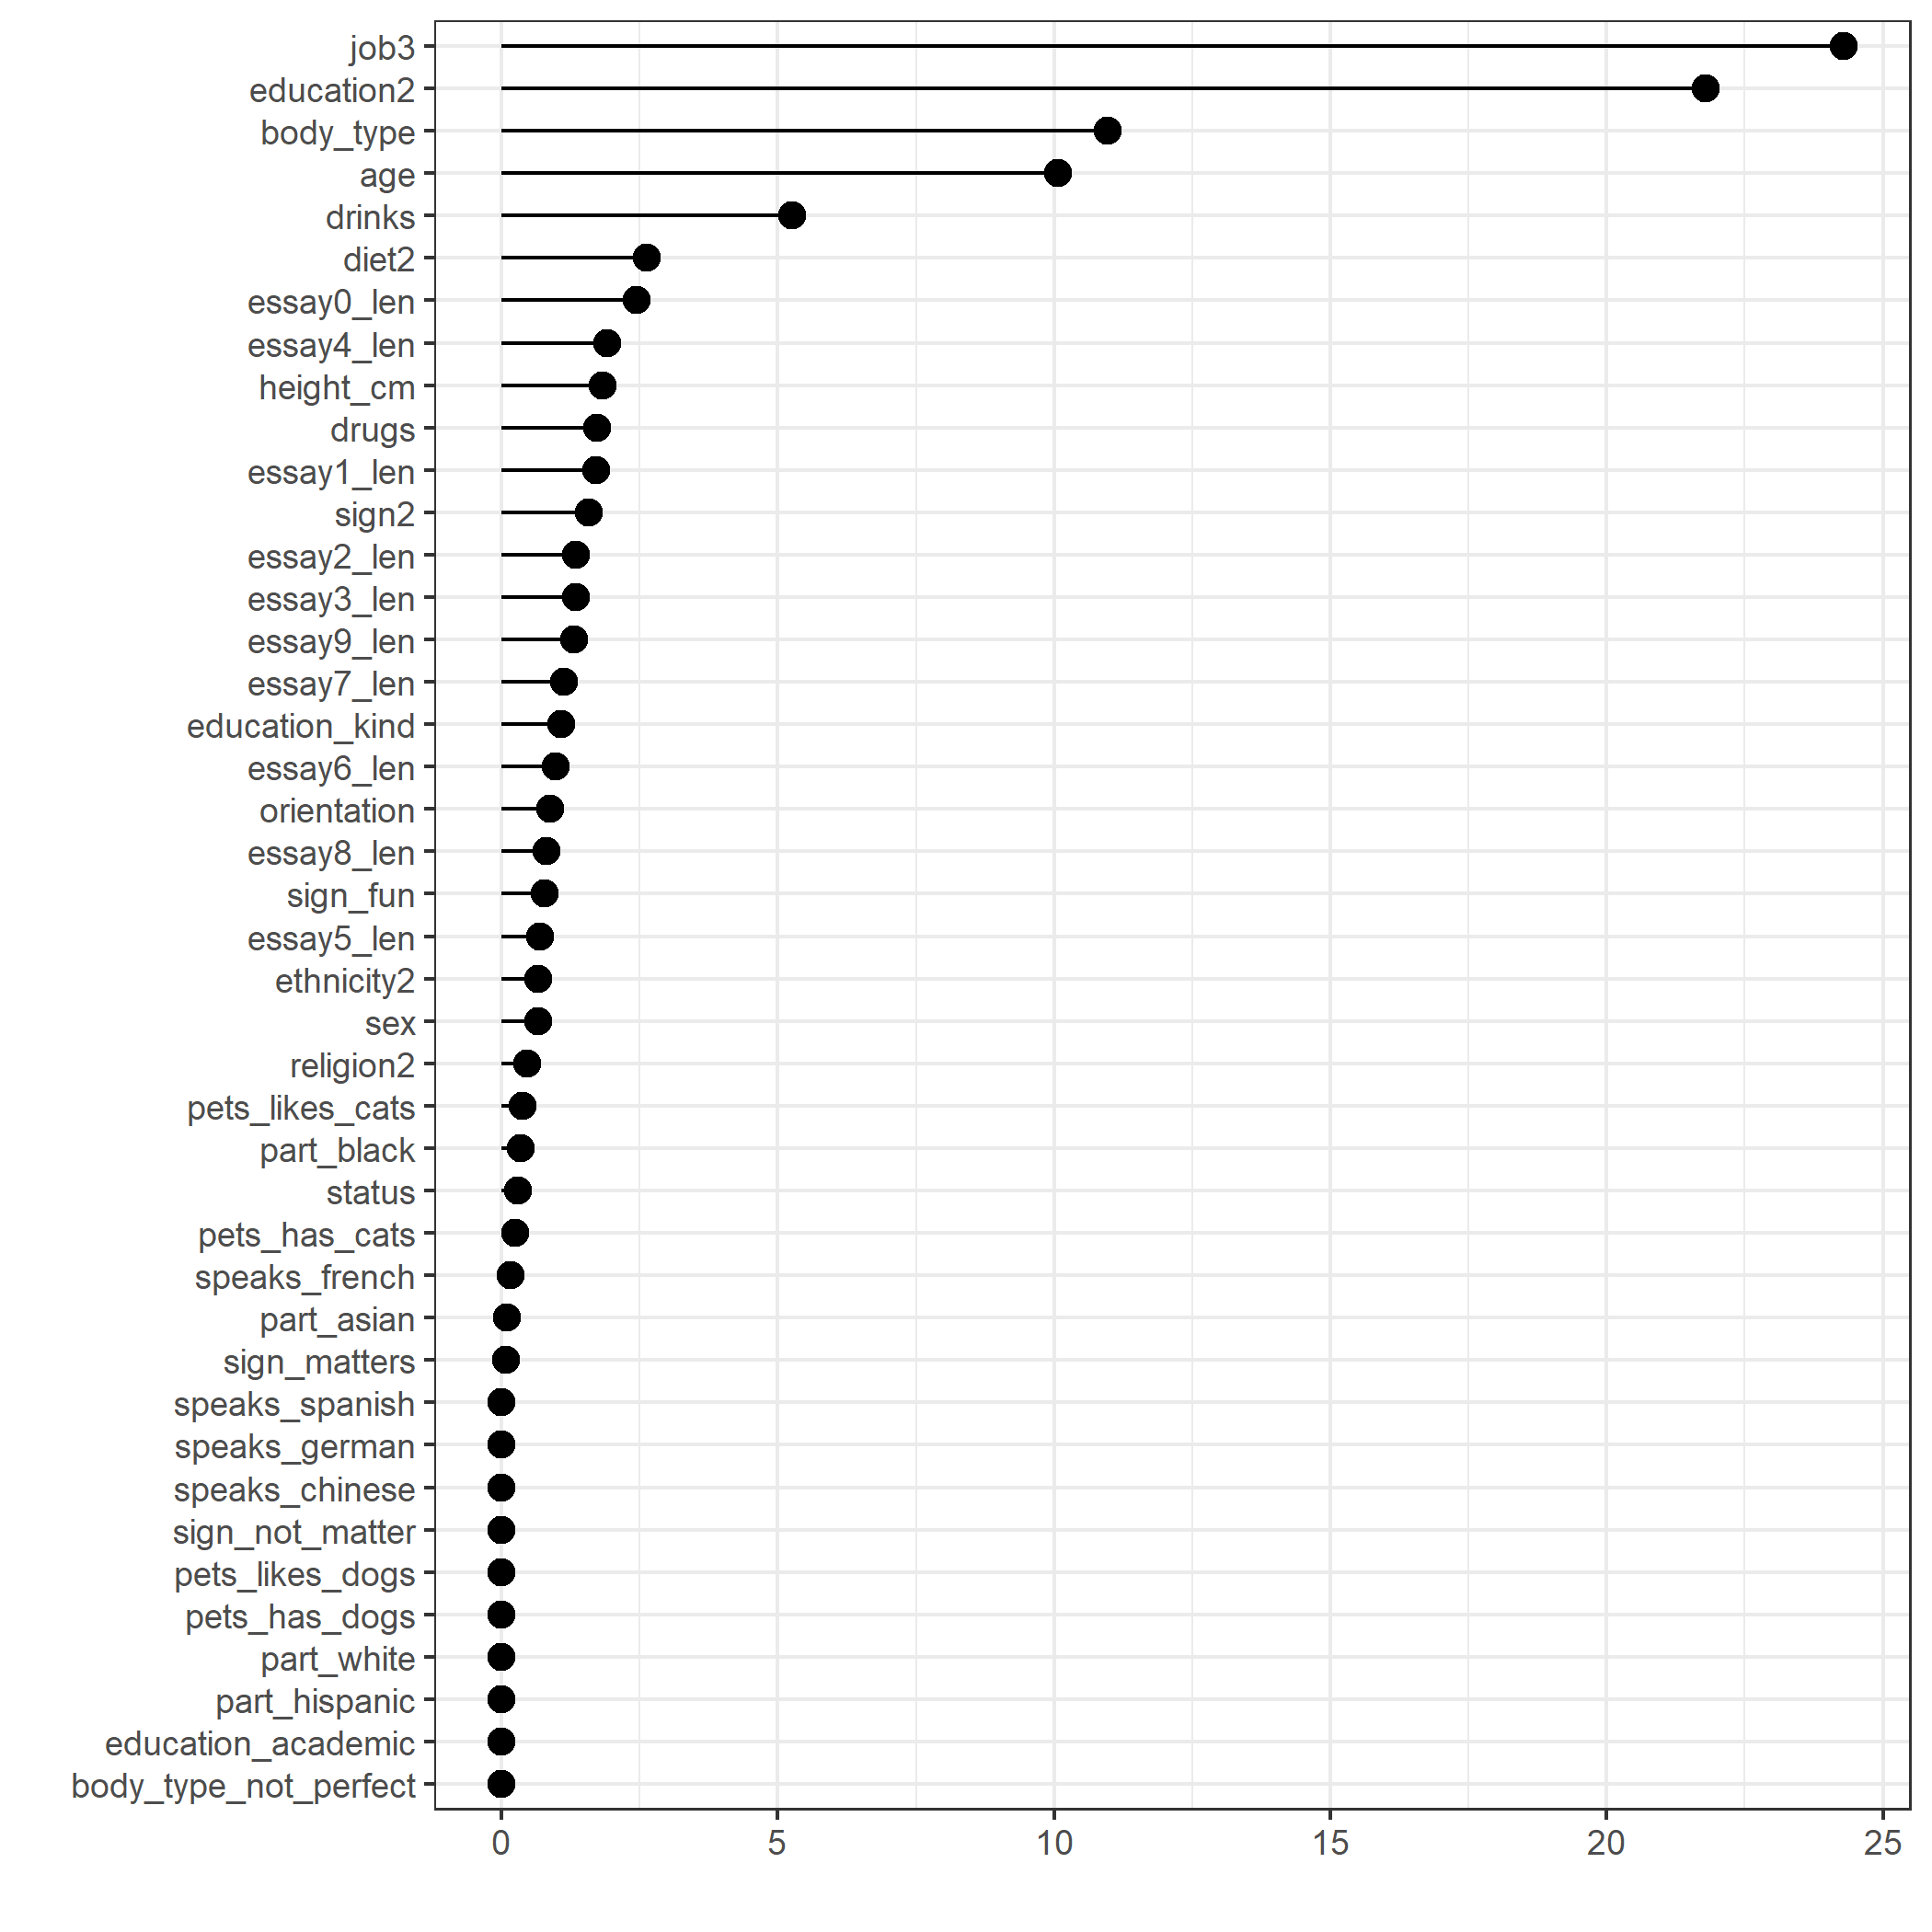 job3
education2
body_type
age
drinks
diet2
essay0_len
essay4_len
height_cm
drugs
essay1_len
sign2
essay2_len
essay3_len
essay9_len
essay7_len
education_kind
essay6_len
orientation
essay8_len
sign_fun
essay5_len
ethnicity2
sex
religion2
pets_likes_cats
part_black
status
pets_has_cats
speaks_french
part_asian
sign_matters
speaks_spanish
speaks_german
speaks_chinese
sign_not_matter
pets_likes_dogs
pets_has_dogs
part_white
part_hispanic
education_academic
body_type_not_perfect
0 5 10 15 20 25